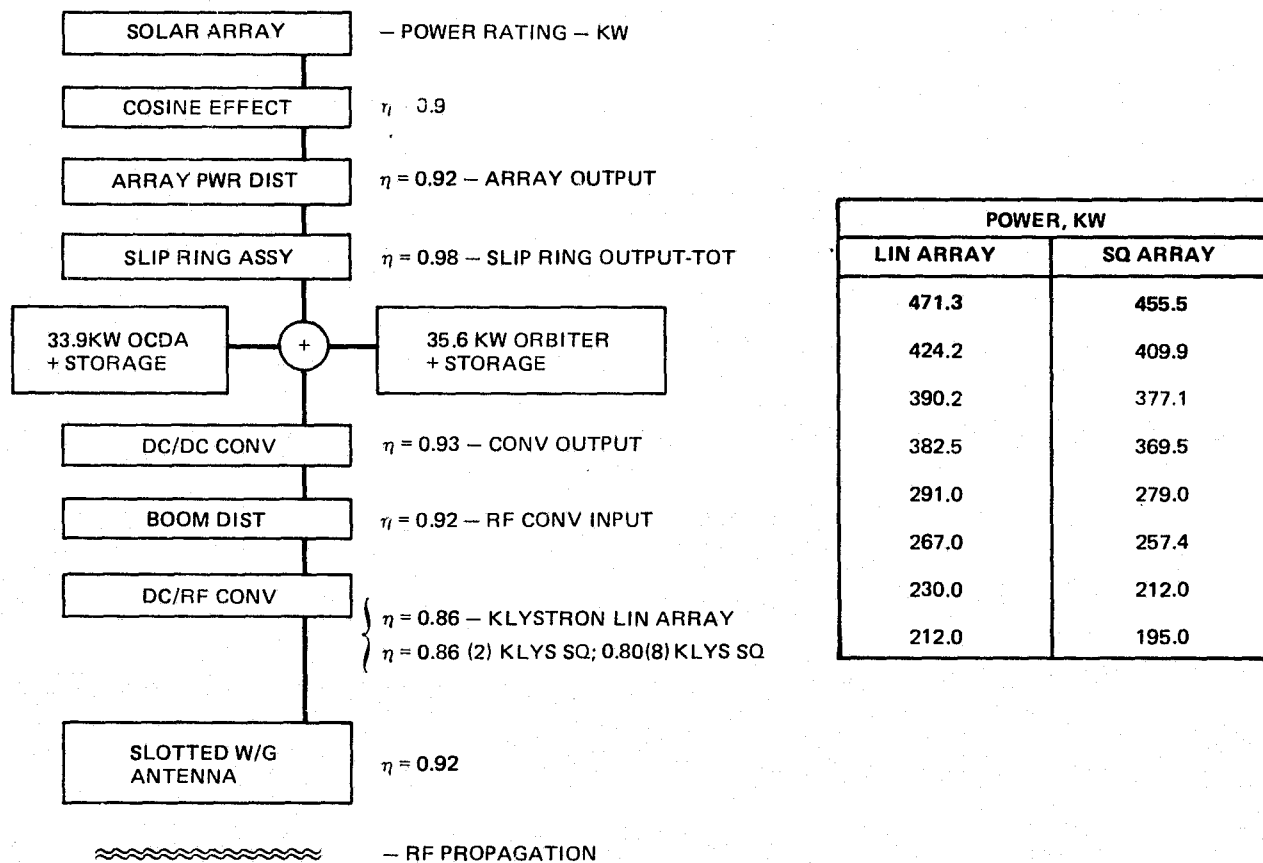 SOLAR ARRAY – POWER RATING – KW
COSINE EFFECT η 0.9
ARRAY PWR DIST η = 0.92 – ARRAY OUTPUT
SLIP RING ASSY η = 0.98 – SLIP RING OUTPUT-TOT
33.9KW OCDA
+ STORAGE
+
35.6 KW ORBITER
+ STORAGE
DC/DC CONV η = 0.93 – CONV OUTPUT
BOOM DIST η = 0.92 – RF CONV INPUT
DC/RF CONV
η = 0.86 – KLYSTRON LIN ARRAY
η = 0.86 (2) KLYS SQ; 0.80(8) KLYS SQ
SLOTTED W/G
ANTENNA
η = 0.92
– RF PROPAGATION
POWER, KW
LIN ARRAY SQ ARRAY
471.3 455.5
424.2 409.9
390.2 377.1
382.5 369.5
291.0 279.0
267.0 257.4
230.0 212.0
212.0 195.0